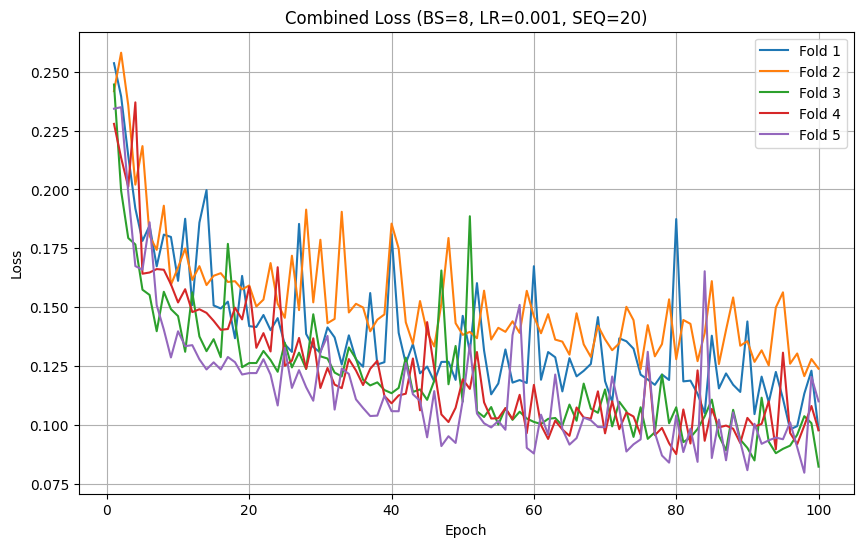 Combined Loss (BS=8, LR=0.001, SEQ=20)
Fold 1
Fold 2
Fold 3
Fold 4
Fold 5
Loss
0.250
0.225
0.200
0.175
0.150
0.125
0.100
0.075
0 20 40 60 80 100
Epoch